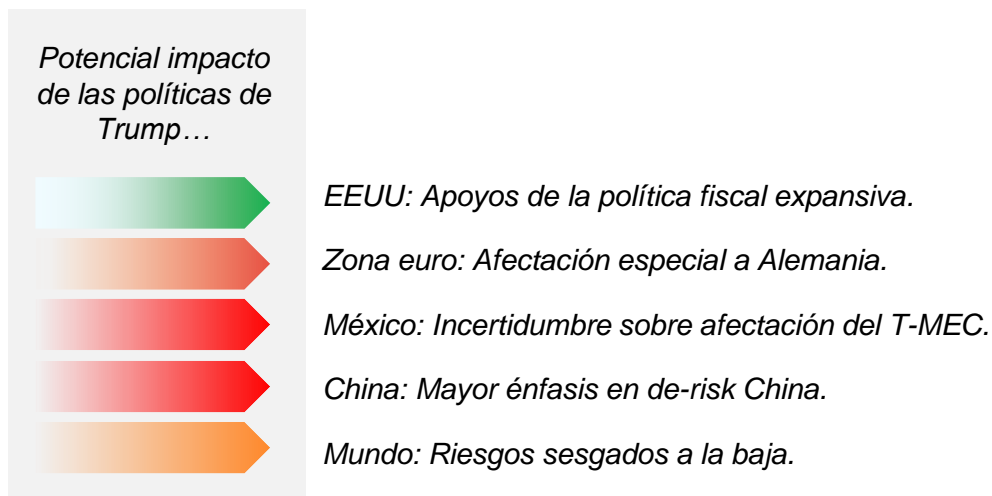 Potencial impacto
de las políticas de
Trump…
EEUU: Apoyos de la política fiscal expansiva.
Zona euro: Afectación especial a Alemania.
México: Incertidumbre sobre afectación del T-MEC.
China: Mayor énfasis en de-risk China.
Mundo: Riesgos sesgados a la baja.